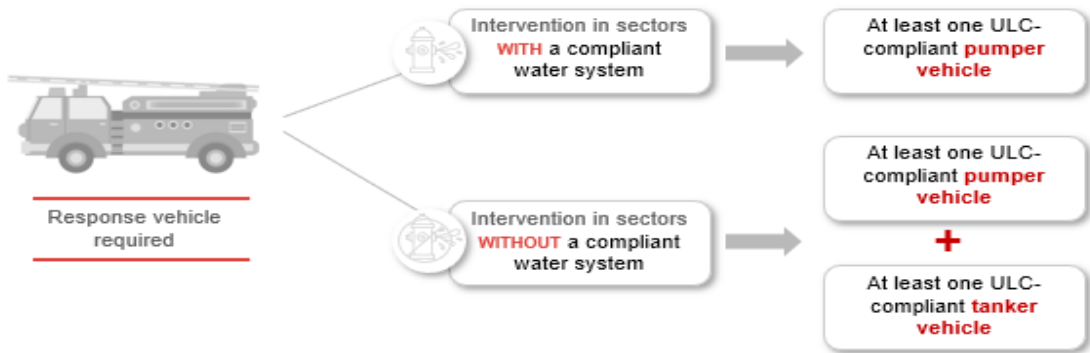 Response vehicle
required
Intervention in sectors
WITH a compliant
water system
At least one ULC-
compliant pumper
vehicle
Intervention in sectors
WITHOUT a compliant
water system
At least one ULC-
compliant pumper
vehicle
+
At least one ULC-
compliant tanker
vehicle